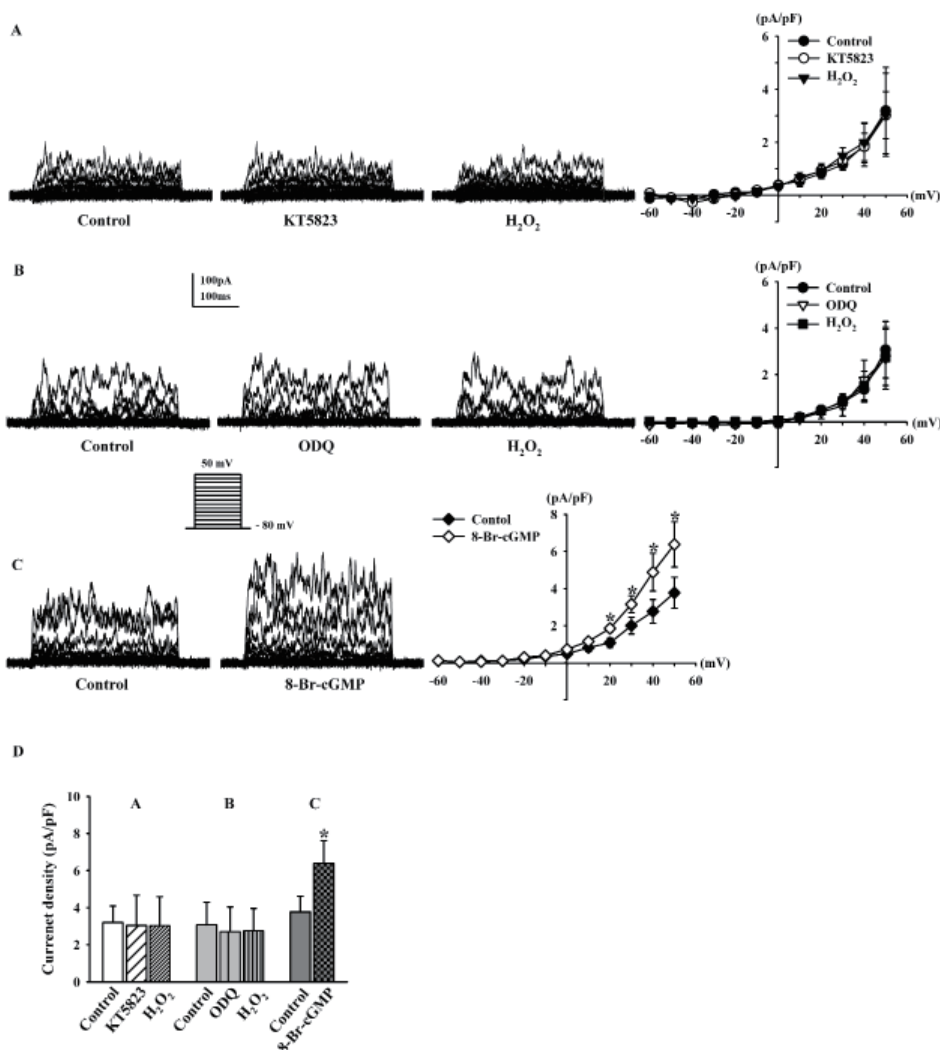 A
(pA/pF)
6
4
2
Control
KT5823
H₂O₂
-60 -40 -20 20 40 60
(mV)
Control KT5823 H₂O₂
B
100pA
100ms
(pA/pF)
6
4
2
Control
ODQ
H₂O₂
-60 -40 -20 20 40 60
(mV)
Control ODQ H₂O₂
50 mV
- 80 mV
C
(pA/pF)
8
6
4
2
Contol
8-Br-cGMP
* * * *
-60 -40 -20 20 40 60
(mV)
Control 8-Br-cGMP
D
Currenet density (pA/pF)
10
8
6
4
2
0
A B C
*
Control KT5823 H₂O₂ Control ODQ H₂O₂ Control 8-Br-cGMP